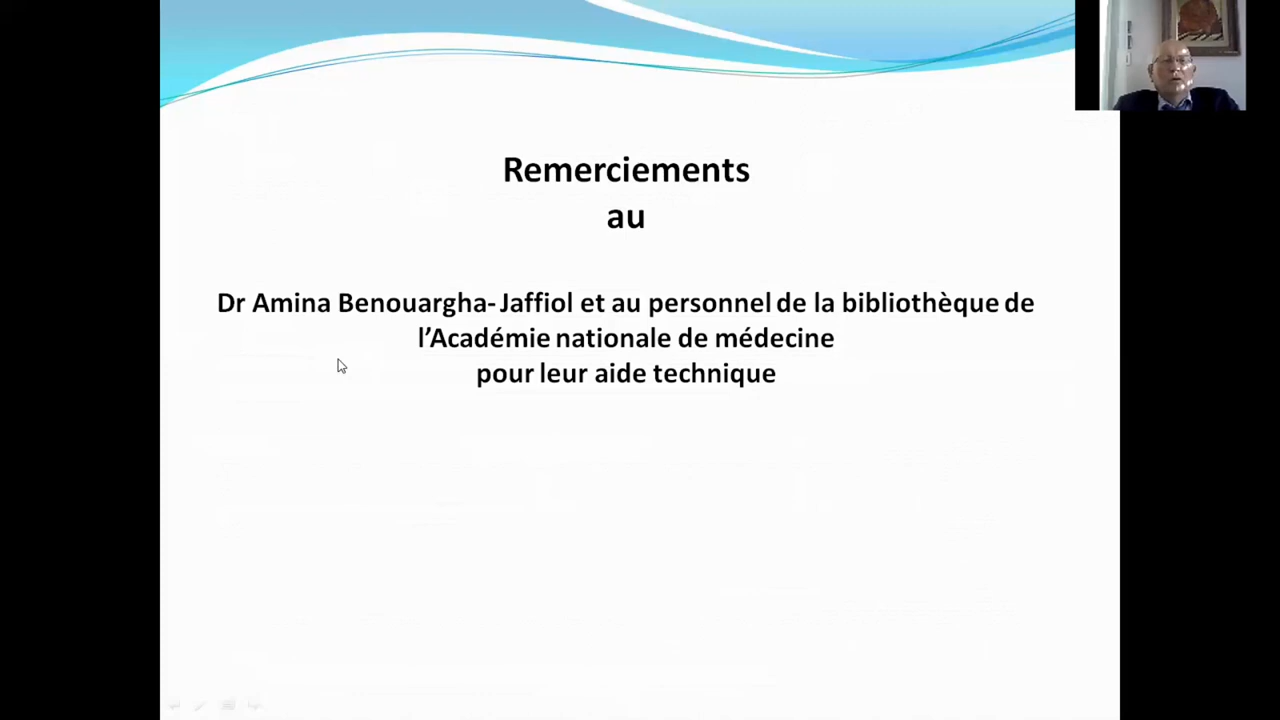 Remerciements
au
Dr Amina Benouargha-Jaffiol et au personnel de la bibliothèque de
l’Académie nationale de médecine
pour leur aide technique